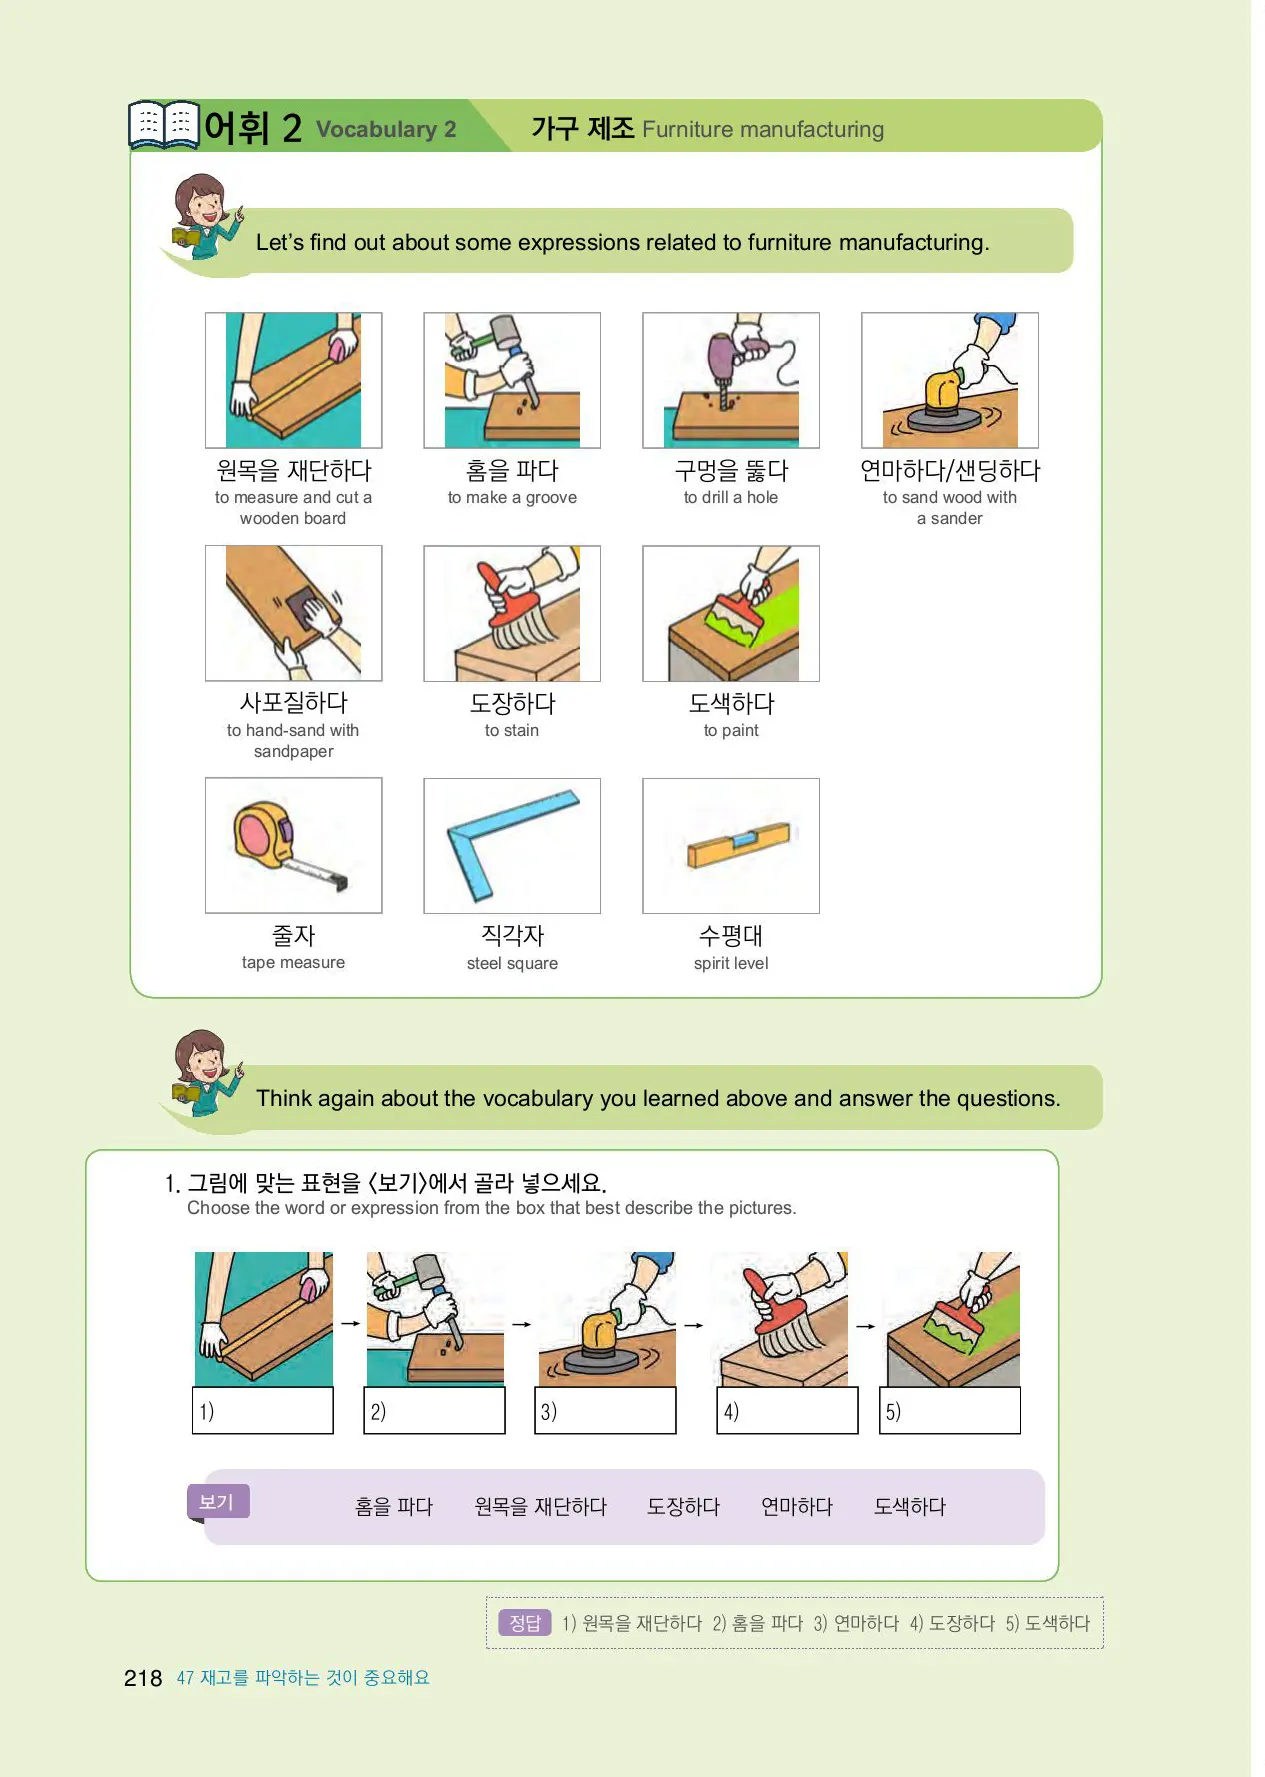 어휘 2 Vocabulary 2 가구 제조 Furniture manufacturing
Let's find out about some expressions related to furniture manufacturing.
원목을 재단하다
to measure and cut a
wooden board
홈을 파다
to make a groove
구멍을 뚫다
to drill a hole
연마하다/샌딩하다
to sand wood with
a sander
사포질하다
to hand-sand with
sandpaper
도장하다
to stain
도색하다
to paint
줄자
tape measure
직각자
steel square
수평대
spirit level
Think again about the vocabulary you learned above and answer the questions.
1. 그림에 맞는 표현을 〈보기〉에서 골라 넣으세요.
Choose the word or expression from the box that best describe the pictures.
→ → → →
1) 2) 3) 4) 5)
보기 홈을 파다 원목을 재단하다 도장하다 연마하다 도색하다
정답 1) 원목을 재단하다 2) 홈을 파다 3) 연마하다 4) 도장하다 5) 도색하다
218 47 재고를 파악하는 것이 중요해요